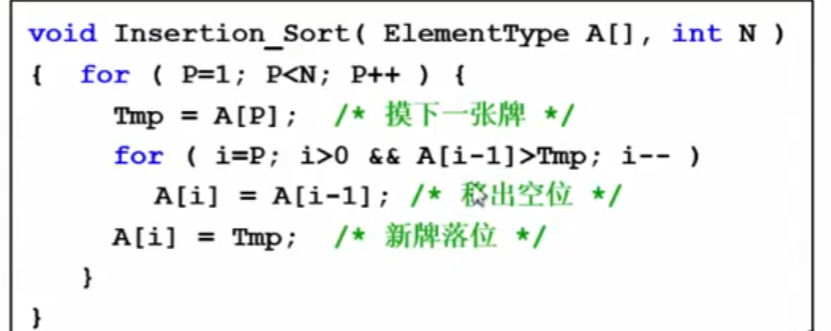 void Insertion_Sort( ElementType A[], int N )
{ for ( P=1; P<N; P++ ) {
Tmp = A[P]; /* 摸下一张牌 */
for ( i=P; i>0 && A[i-1]>Tmp; i-- )
A[i] = A[i-1]; /* 移出空位 */
A[i] = Tmp; /* 新牌落位 */
}
}